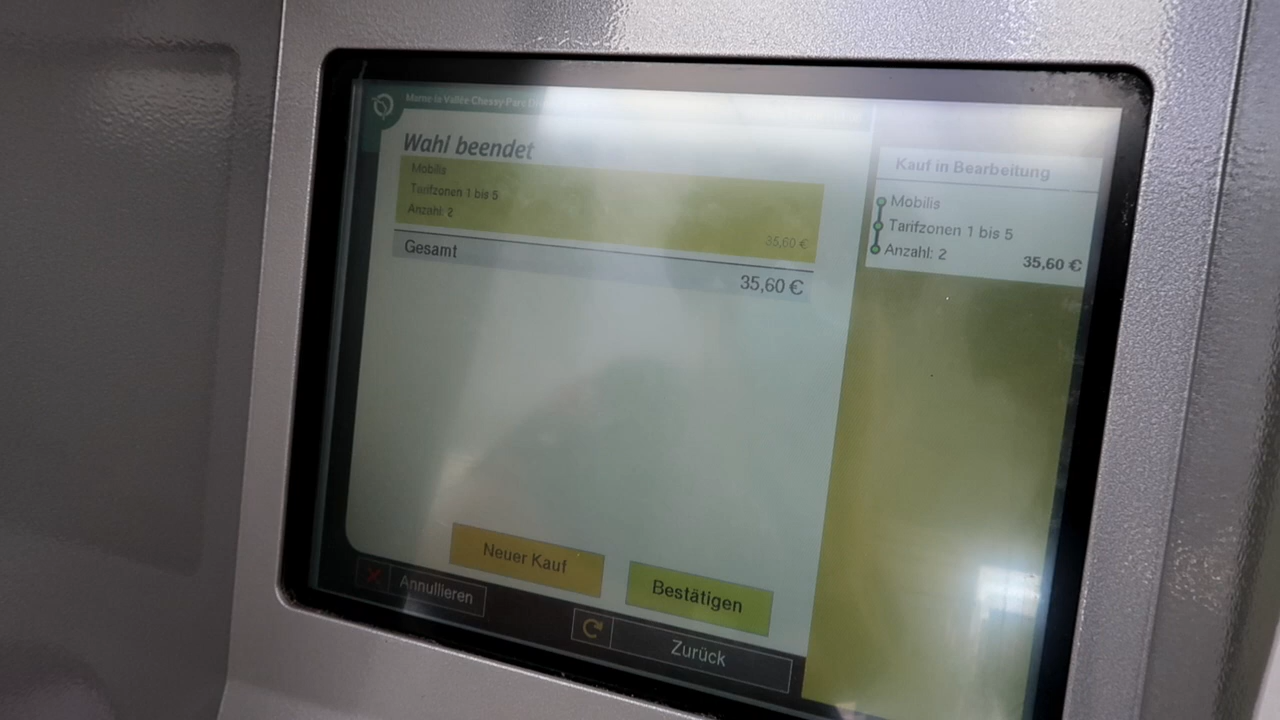 Marne la Vallée Chessy Parc
Wahl beendet
Mobilis
Tarifzonen 1 bis 5
Anzahl: 2
35,60 €
Gesamt
35,60 €
Kauf in Bearbeitung
Mobilis
Tarifzonen 1 bis 5
Anzahl: 2
35,60 €
Neuer Kauf
Bestätigen
Annullieren
Zurück